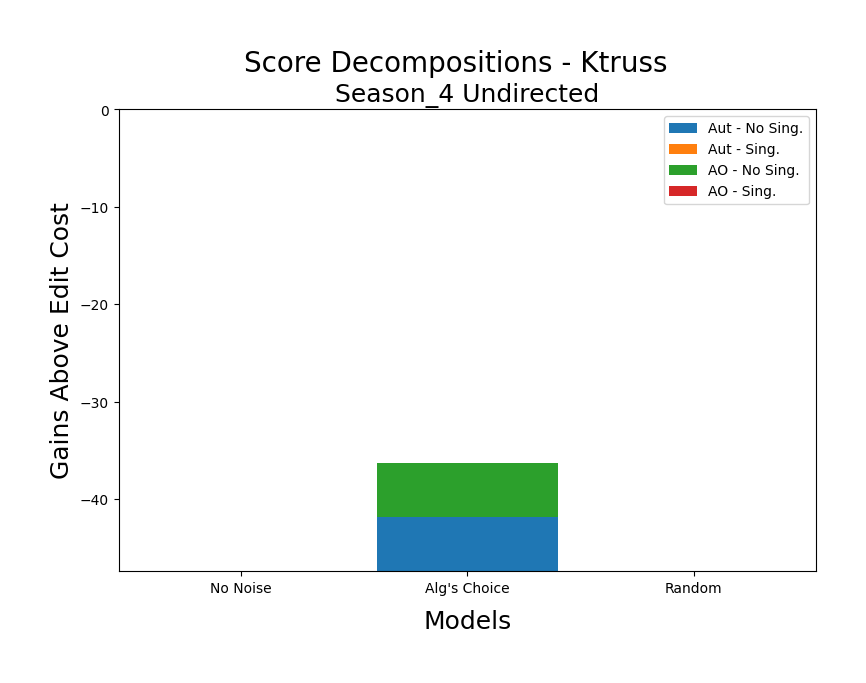 Score Decompositions - Ktruss
Season_4 Undirected
Gains Above Edit Cost
0
−10
−20
−30
−40
Aut - No Sing.
Aut - Sing.
AO - No Sing.
AO - Sing.
No Noise
Alg's Choice
Random
Models